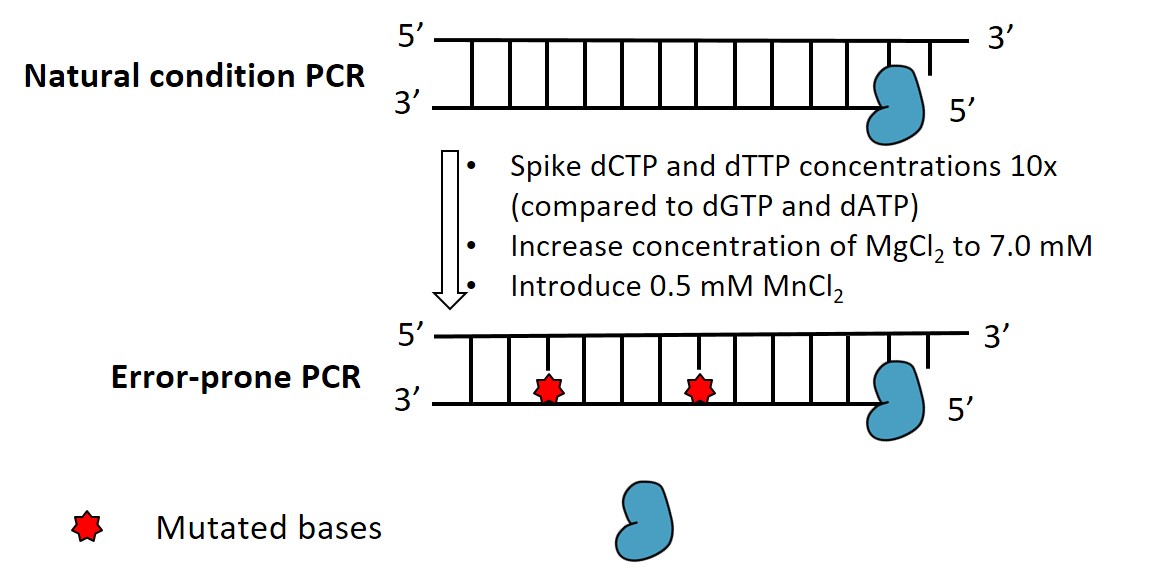 5’ 3’
Natural condition PCR
3’ 5’
• Spike dCTP and dTTP concentrations 10x
(compared to dGTP and dATP)
• Increase concentration of MgCl₂ to 7.0 mM
• Introduce 0.5 mM MnCl₂
5’ 3’
Error-prone PCR
3’ 5’
Mutated bases